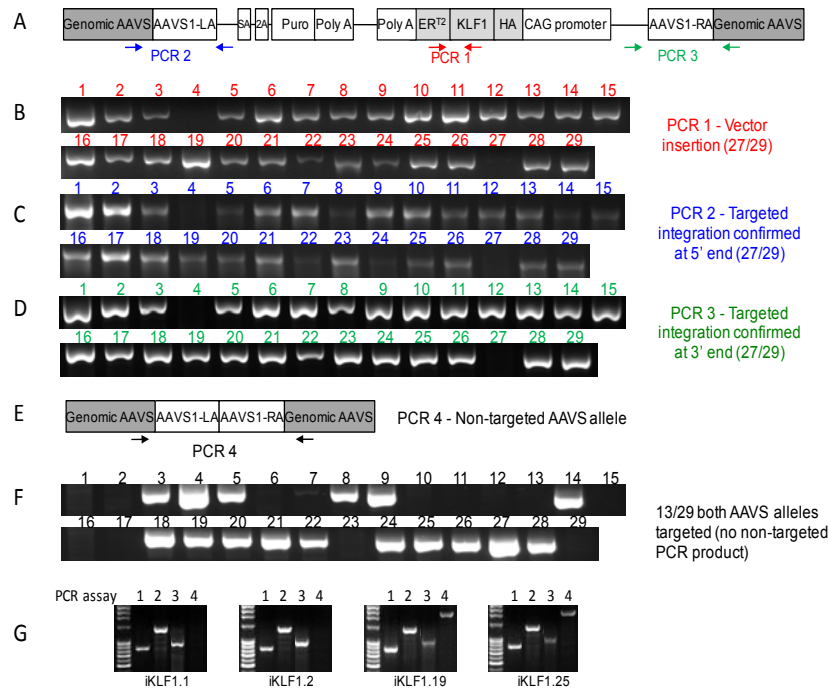 A
Genomic AAVS AAVS1-LA SA 2A Puro Poly A Poly A ERT2 KLF1 HA CAG promoter AAVS1-RA Genomic AAVS
PCR 2 PCR 1 PCR 3
B
1 2 3 4 5 6 7 8 9 10 11 12 13 14 15
16 17 18 19 20 21 22 23 24 25 26 27 28 29
PCR 1 - Vector
insertion (27/29)
C
1 2 3 4 5 6 7 8 9 10 11 12 13 14 15
16 17 18 19 20 21 22 23 24 25 26 27 28 29
PCR 2 - Targeted
integration confirmed
at 5' end (27/29)
D
1 2 3 4 5 6 7 8 9 10 11 12 13 14 15
16 17 18 19 20 21 22 23 24 25 26 27 28 29
PCR 3 - Targeted
integration confirmed
at 3' end (27/29)
E
Genomic AAVS AAVS1-LA AAVS1-RA Genomic AAVS
PCR 4
PCR 4 - Non-targeted AAVS allele
F
1 2 3 4 5 6 7 8 9 10 11 12 13 14 15
16 17 18 19 20 21 22 23 24 25 26 27 28 29
13/29 both AAVS alleles
targeted (no non-targeted
PCR product)
G
PCR assay 1 2 3 4 1 2 3 4 1 2 3 4 1 2 3 4
iKLF1.1 iKLF1.2 iKLF1.19 iKLF1.25